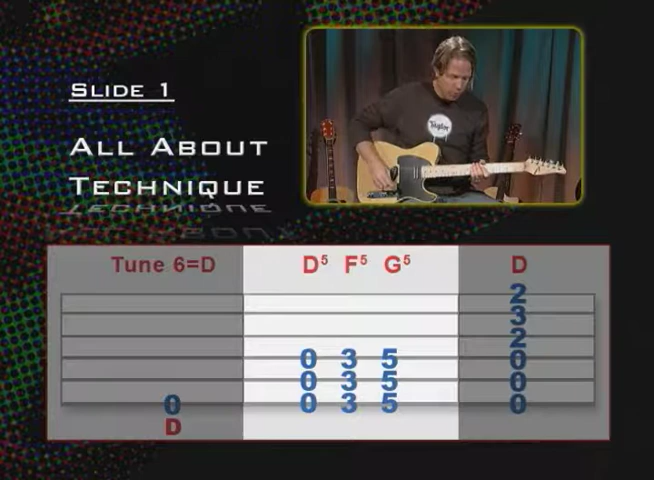 SLIDE 1
ALL ABOUT
TECHNIQUE
Taylor
Tune 6=D D⁵ F⁵ G⁵ D
2
3
2
0 3 5 0
0 3 5 0
0 0 3 5 0
D